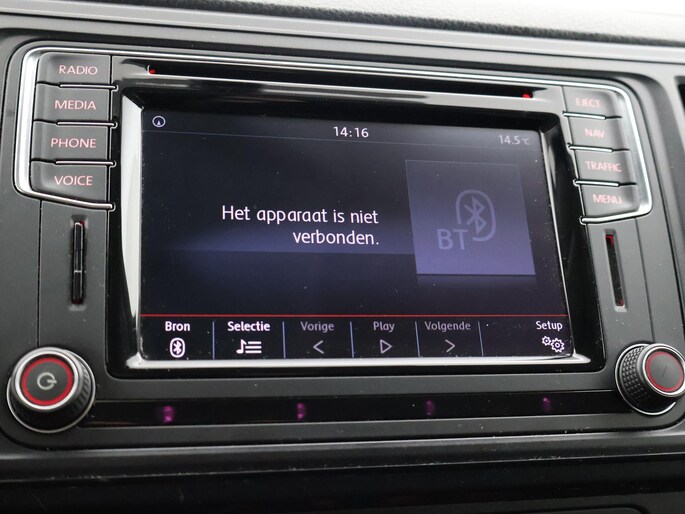 RADIO
MEDIA
PHONE
VOICE
EJECT
NAV
TRAFFIC
MENU
14:16
14.5°C
Het apparaat is niet
verbonden.
BT
Bron
Selectie
Vorige
Play
Volgende
Setup